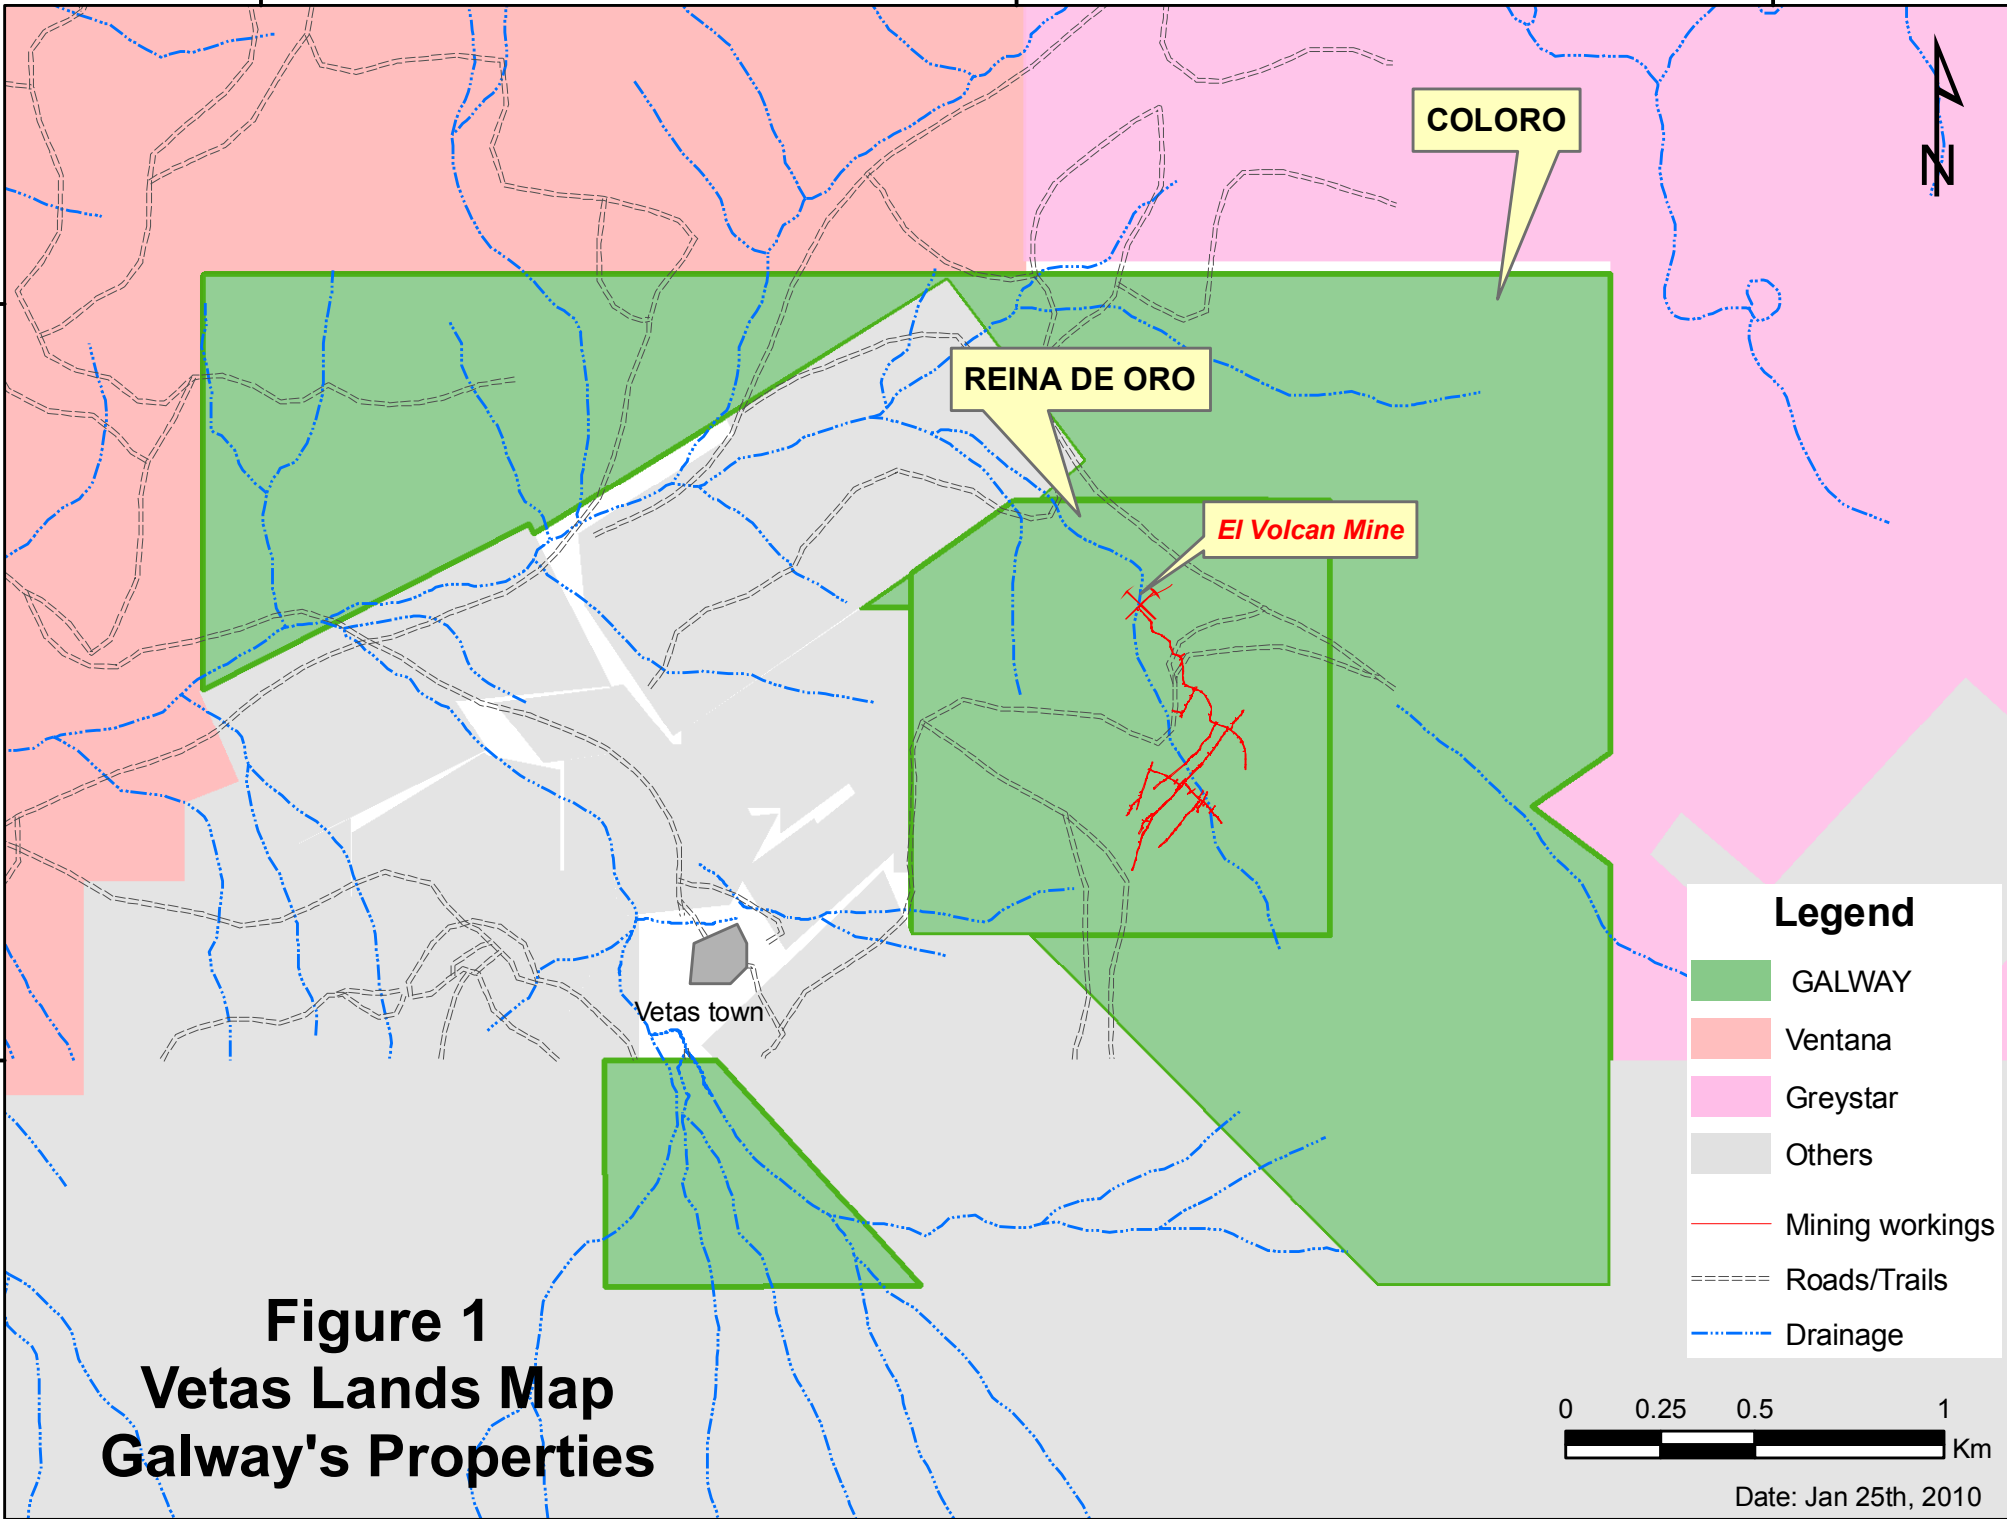 COLORO
N
REINA DE ORO
El Volcan Mine
Vetas town
Legend
GALWAY
Ventana
Greystar
Others
Mining workings
Roads/Trails
Drainage
Figure 1
Vetas Lands Map
Galway's Properties
0 0.25 0.5 1
Km
Date: Jan 25th, 2010